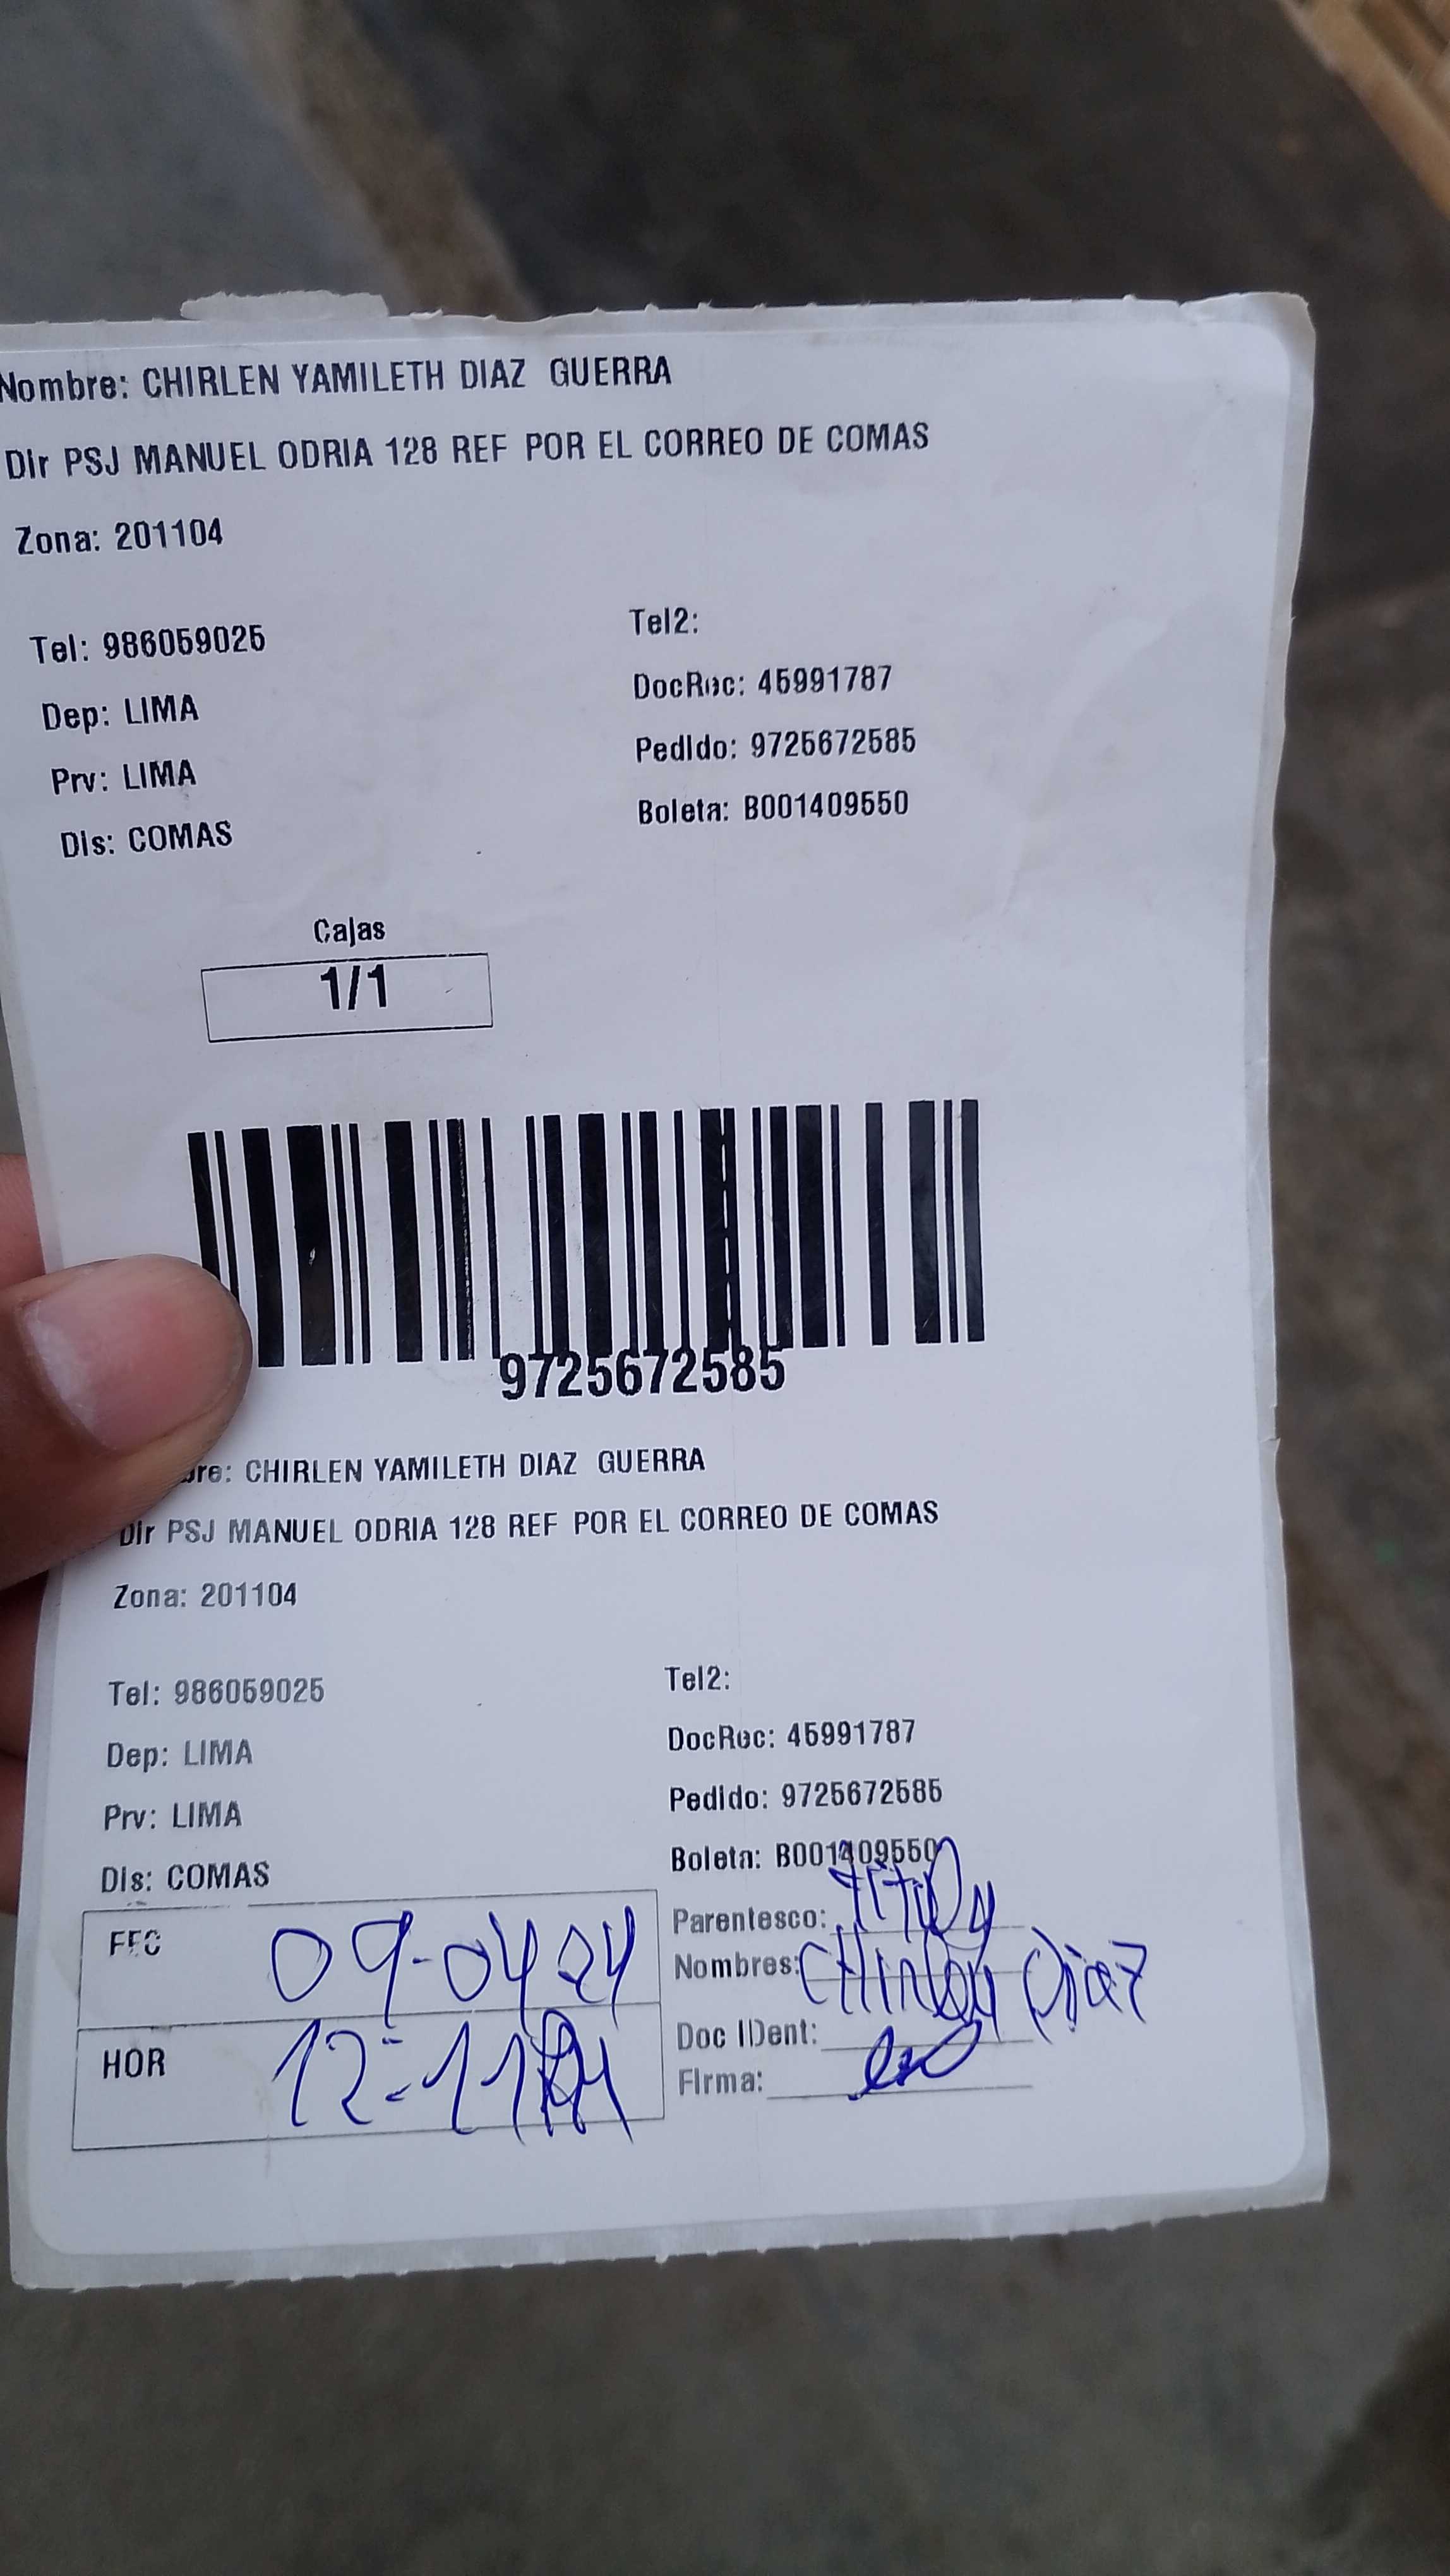 Nombre: CHIRLEN YAMILETH DIAZ GUERRA
Dir PSJ MANUEL ODRIA 128 REF POR EL CORREO DE COMAS
Zona: 201104
Tel: 986059025 Tel2:
Dep: LIMA DocRec: 45991787
Prv: LIMA Pedido: 9725672585
Dis: COMAS Boleta: B001409550
Cajas
1/1
9725672585
bre: CHIRLEN YAMILETH DIAZ GUERRA
Dir PSJ MANUEL ODRIA 128 REF POR EL CORREO DE COMAS
Zona: 201104
Tel: 986059025 Tel2:
Dep: LIMA DocRec: 45991787
Prv: LIMA Pedido: 9725672585
Dis: COMAS Boleta: B001409550
FEC 09-04 24 Parentesco:
Nombres: Diaz
HOR Doc IDent:
Firma: